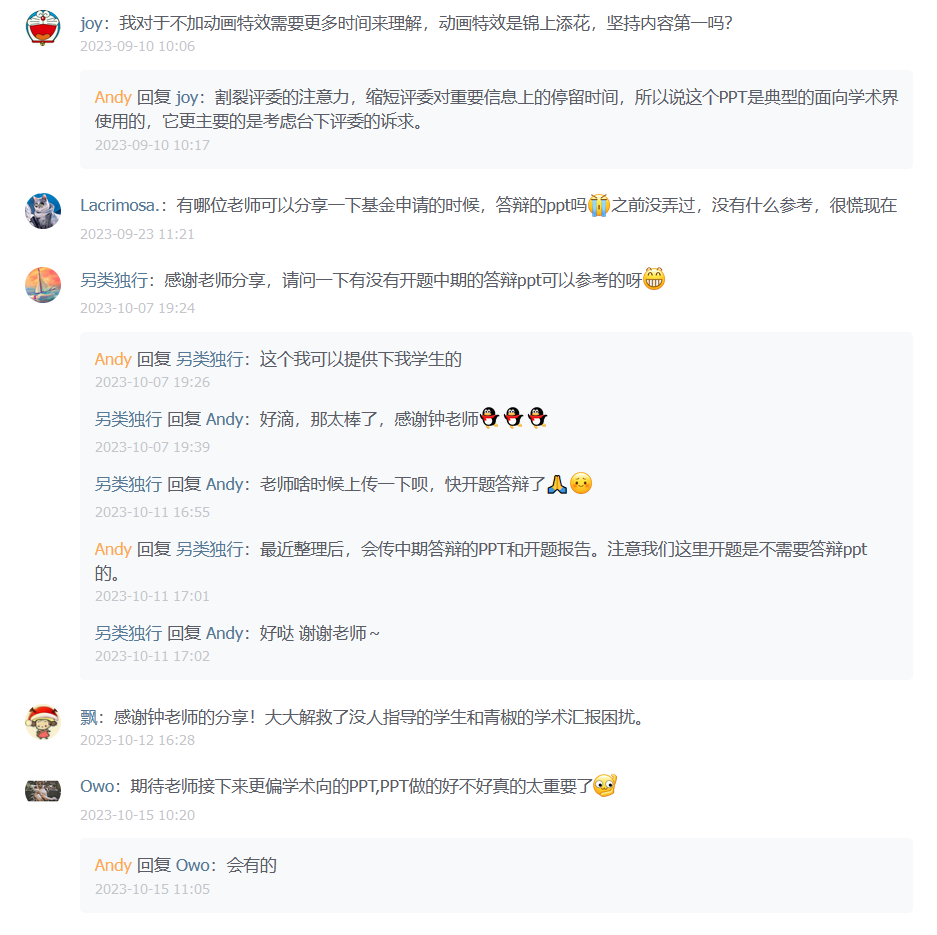 joy：我对于不加动画特效需要更多时间来理解，动画特效是锦上添花，坚持内容第一吗？
2023-09-10 10:06
Andy 回复 joy：割裂评委的注意力，缩短评委对重要信息上的停留时间，所以说这个PPT是典型的面向学术界
使用的，它更主要的是考虑台下评委的诉求。
2023-09-10 10:17
Lacrimosa.：有哪位老师可以分享一下基金申请的时候，答辩的ppt吗😭之前没弄过，没有什么参考，很慌现在
2023-09-23 11:21
另类独行：感谢老师分享，请问一下有没有开题中期的答辩ppt可以参考的呀😁
2023-10-07 19:24
Andy 回复 另类独行：这个我可以提供下我学生的
2023-10-07 19:26
另类独行 回复 Andy：好滴，那太棒了，感谢钟老师🐧🐧🐧
2023-10-07 19:39
另类独行 回复 Andy：老师啥时候上传一下呗，快开题答辩了🙏☺️
2023-10-11 16:55
Andy 回复 另类独行：最近整理后，会传中期答辩的PPT和开题报告。注意我们这里开题是不需要答辩ppt
的。
2023-10-11 17:01
另类独行 回复 Andy：好哒 谢谢老师～
2023-10-11 17:02
飘：感谢钟老师的分享！大大解救了没人指导的学生和青椒的学术汇报困扰。
2023-10-12 16:28
Owo：期待老师接下来更偏学术向的PPT,PPT做的好不好真的太重要了
2023-10-15 10:20
Andy 回复 Owo：会有的
2023-10-15 11:05